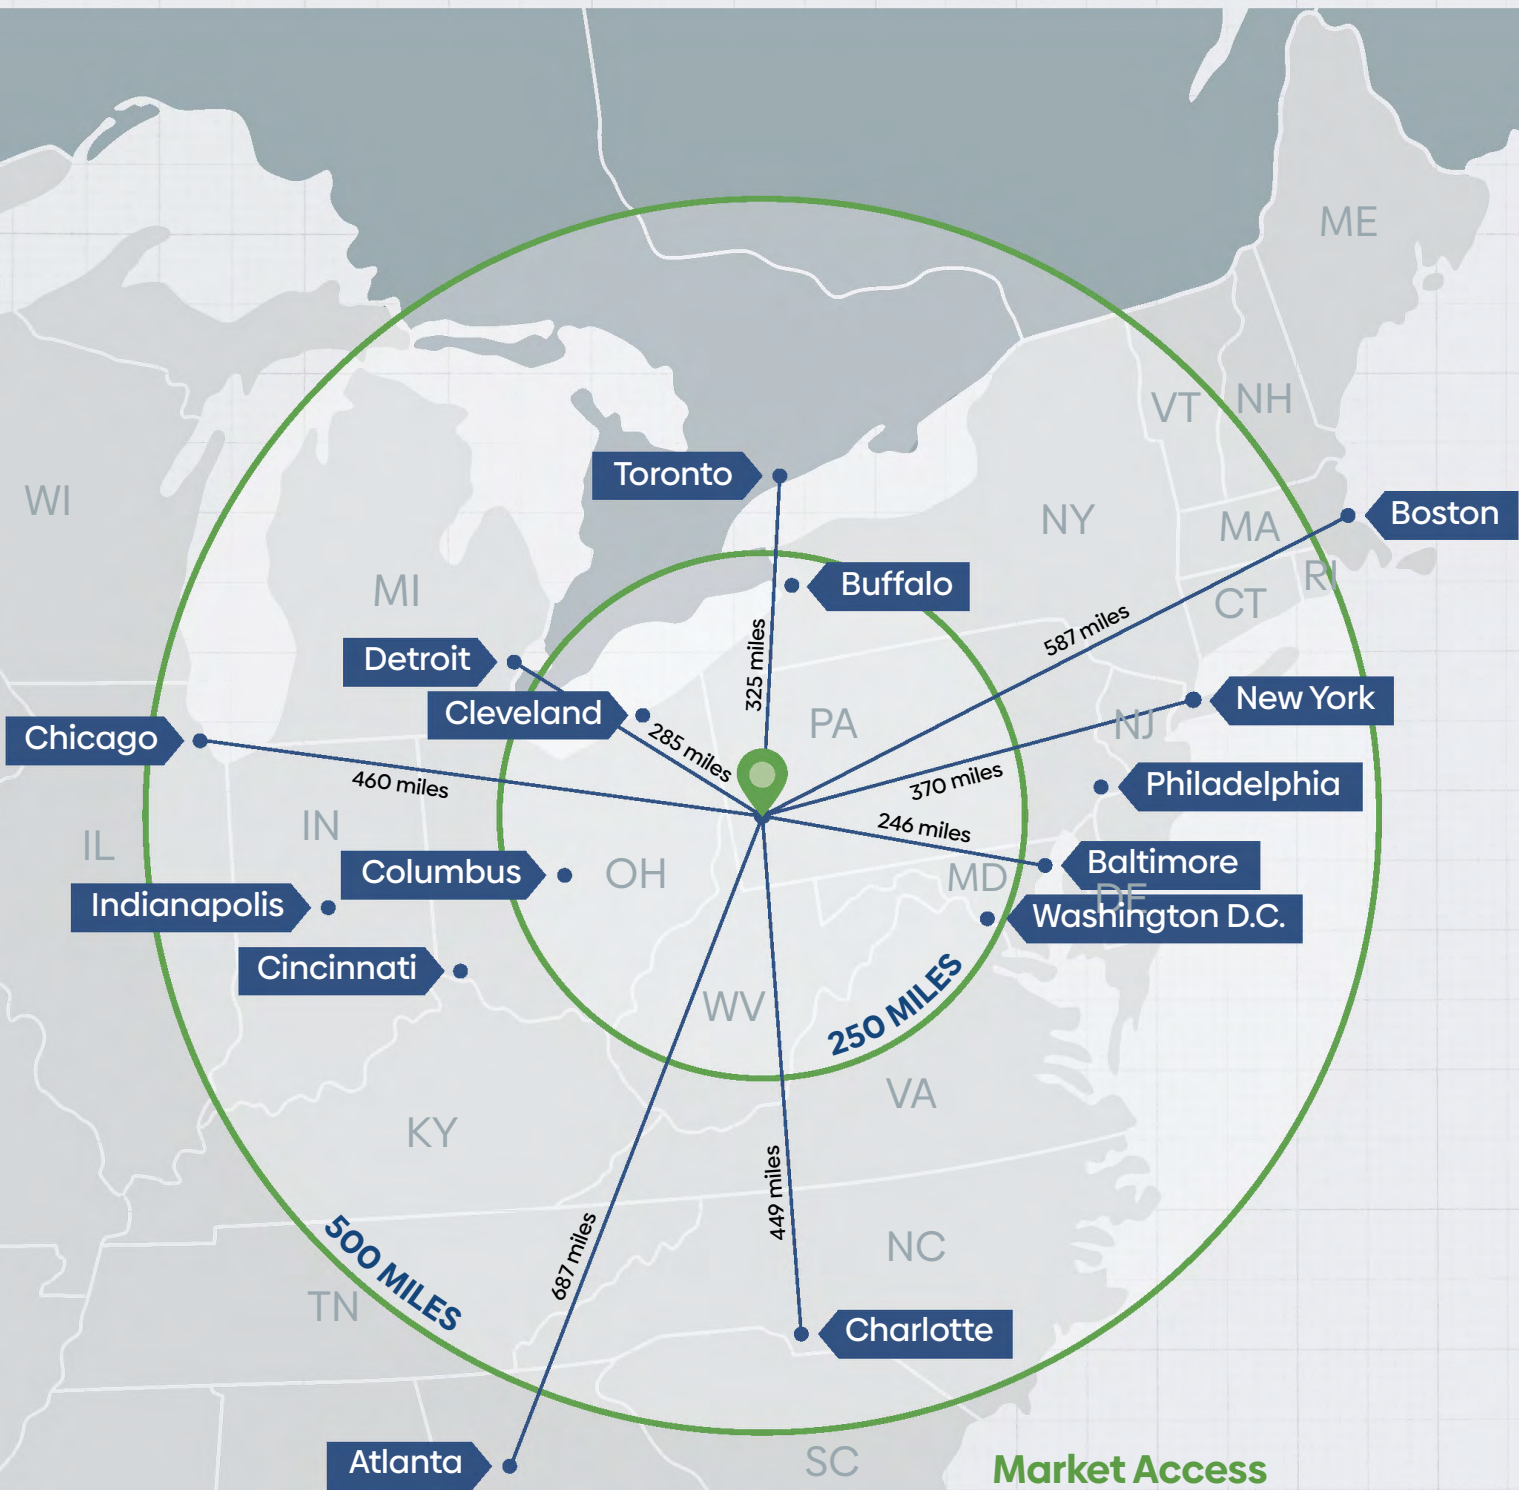 ME
VT
NH
Toronto
WI
NY
MA
Boston
RI
MI
Buffalo
CT
587 miles
Detroit
325 miles
New York
Cleveland
PA
NJ
Chicago
285 miles
460 miles
370 miles
Philadelphia
246 miles
IN
IL
Columbus
OH
MD
Baltimore
DE
Indianapolis
Washington D.C.
Cincinnati
WV
250 MILES
VA
KY
449 miles
687 miles
NC
500 MILES
TN
Charlotte
Atlanta
SC
Market Access